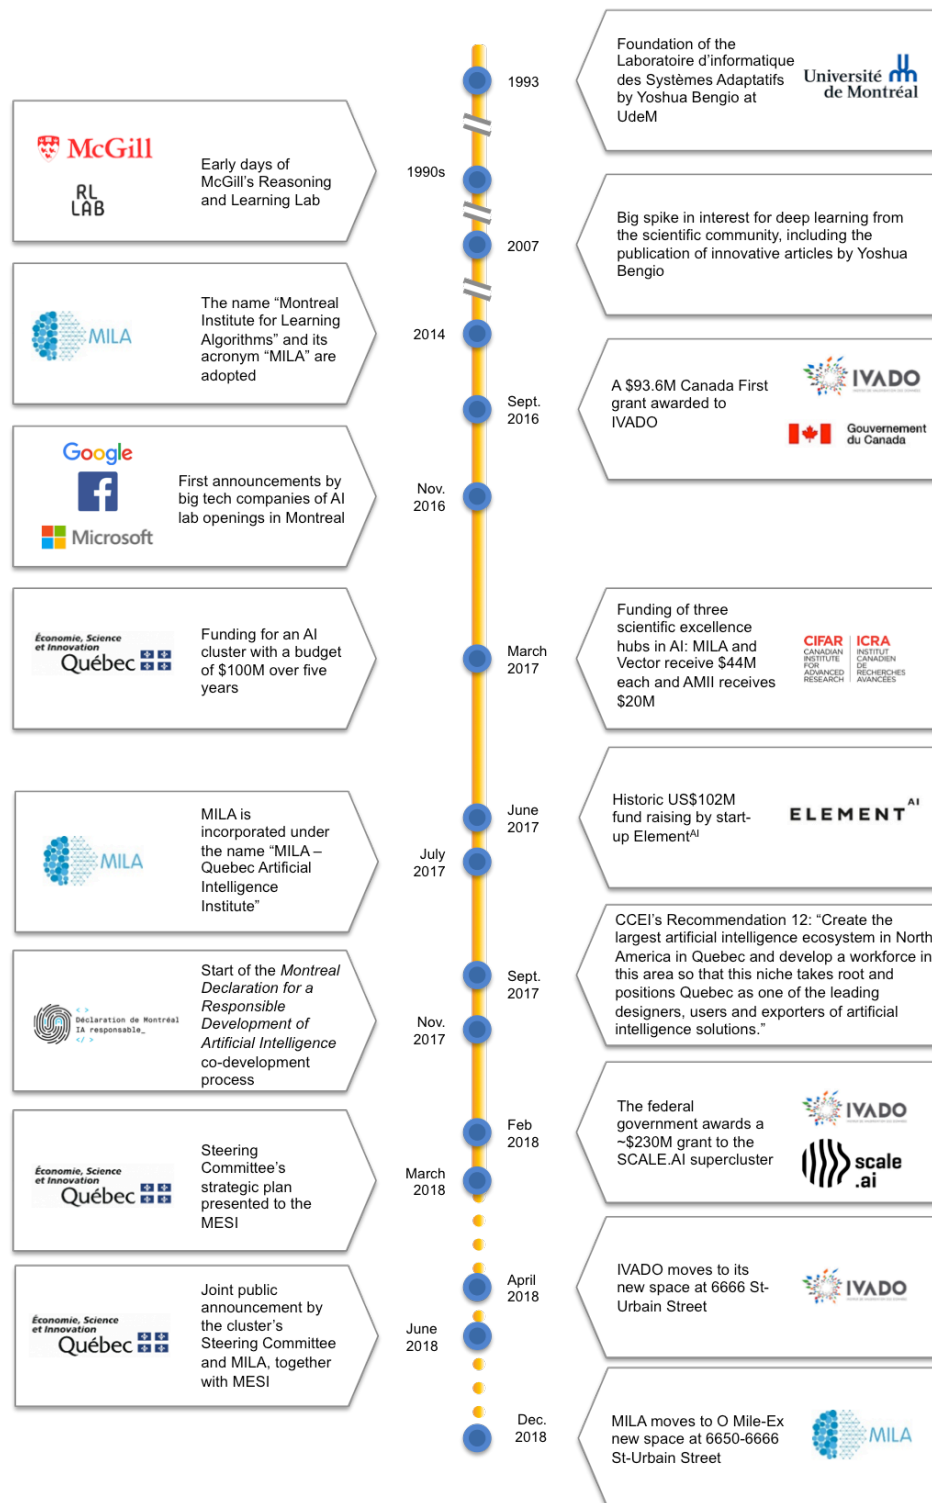 1993
Foundation of the
Laboratoire d'informatique
des Systèmes Adaptatifs
by Yoshua Bengio at
UdeM
Université
de Montréal
McGill
RL
LAB
Early days of
McGill's Reasoning
and Learning Lab
1990s
2007
Big spike in interest for deep learning from
the scientific community, including the
publication of innovative articles by Yoshua
Bengio
MILA
The name “Montreal
Institute for Learning
Algorithms” and its
acronym “MILA” are
adopted
2014
Sept.
2016
A $93.6M Canada First
grant awarded to
IVADO
IVADO
Gouvernement
du Canada
Google
Microsoft
First announcements by
big tech companies of AI
lab openings in Montreal
Nov.
2016
Économie, Science
et Innovation
Québec
Funding for an AI
cluster with a budget
of $100M over five
years
March
2017
Funding of three
scientific excellence
hubs in AI: MILA and
Vector receive $44M
each and AMII receives
$20M
CIFAR
CANADIAN
INSTITUTE
FOR
ADVANCED
RESEARCH
ICRA
INSTITUT
CANADIEN
DE
RECHERCHES
AVANCÉES
June
2017
Historic US$102M
fund raising by start-
up ElementAI
ELEMENT AI
MILA
MILA is
incorporated under
the name “MILA –
Quebec Artificial
Intelligence
Institute”
July
2017
Sept.
2017
CCEI's Recommendation 12: “Create the
largest artificial intelligence ecosystem in North
America in Quebec and develop a workforce in
this area so that this niche takes root and
positions Quebec as one of the leading
designers, users and exporters of artificial
intelligence solutions.”
< >
Déclaration de Montréal
IA responsable_
</ >
Start of the Montreal
Declaration for a
Responsible
Development of
Artificial Intelligence
co-development
process
Nov.
2017
Feb
2018
The federal
government awards a
~$230M grant to the
SCALE.AI supercluster
IVADO
scale
.ai
Économie, Science
et Innovation
Québec
Steering
Committee's
strategic plan
presented to the
MESI
March
2018
April
2018
IVADO moves to its
new space at 6666 St-
Urbain Street
IVADO
Économie, Science
et Innovation
Québec
Joint public
announcement by
the cluster's
Steering Committee
and MILA, together
with MESI
June
2018
Dec.
2018
MILA moves to O Mile-Ex
new space at 6650-6666
St-Urbain Street
MILA